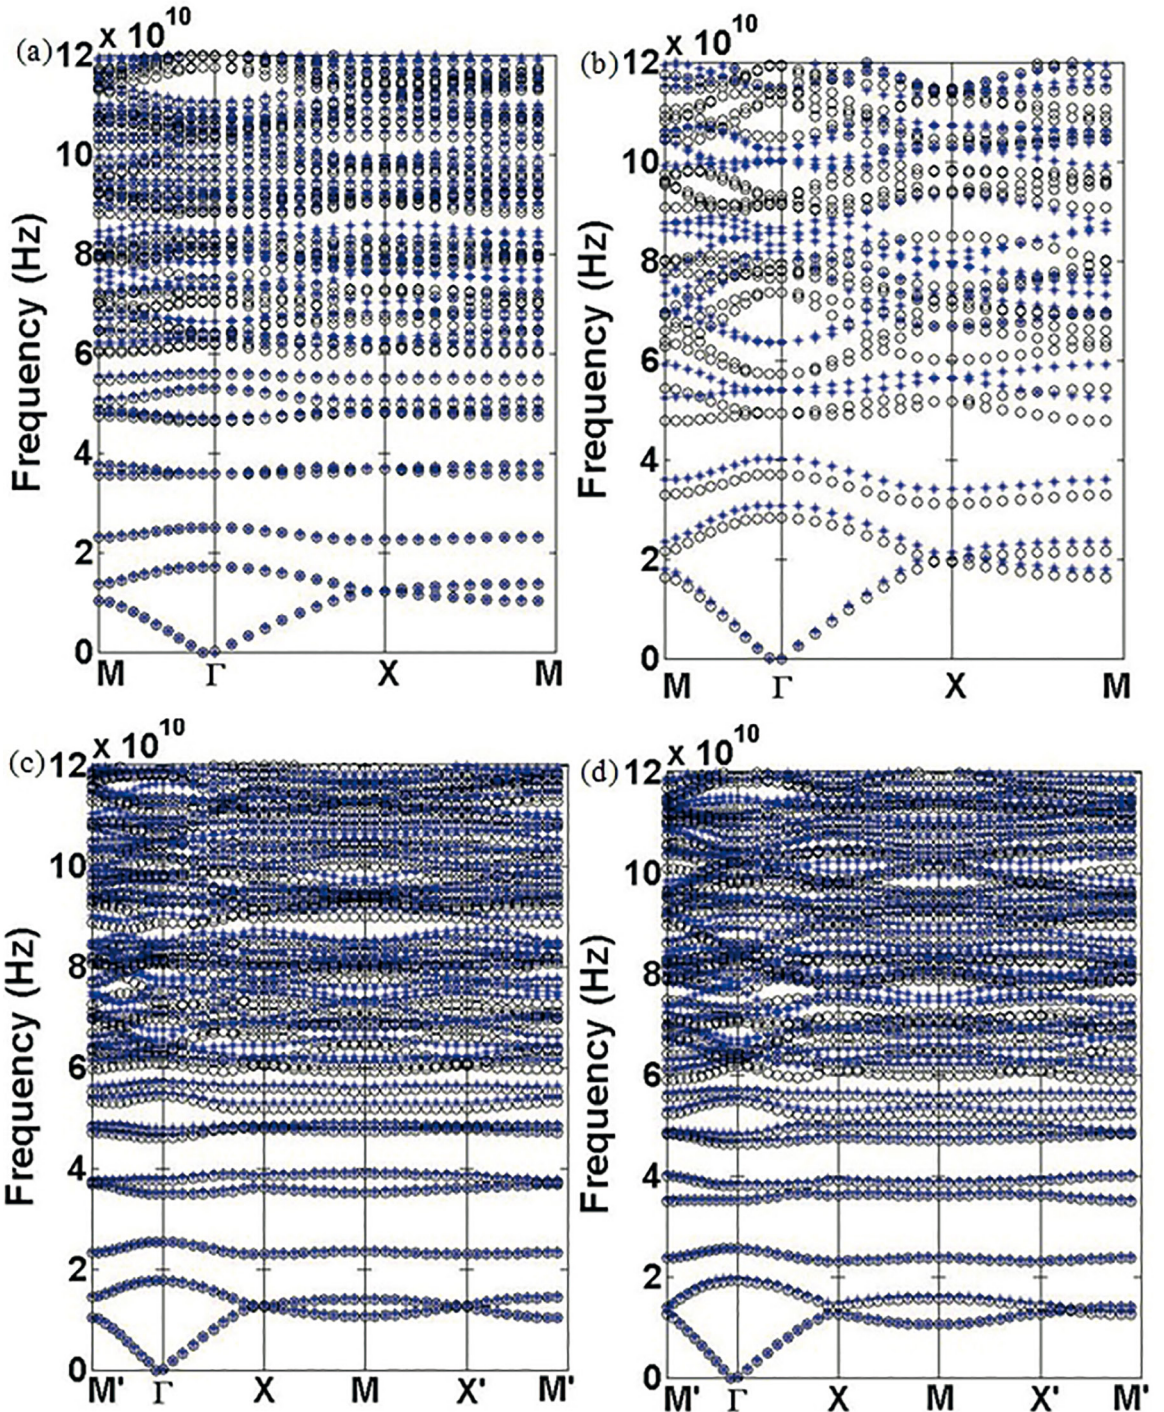 (a) 12 x 10^10
10
8
6
4
2
0
Frequency (Hz)
M Γ X M
(b) 12 x 10^10
10
8
6
4
2
0
Frequency (Hz)
M Γ X M
(c) 12 x 10^10
10
8
6
4
2
0
Frequency (Hz)
M' Γ X M X' M'
(d) 12 x 10^10
10
8
6
4
2
0
Frequency (Hz)
M' Γ X M X' M'